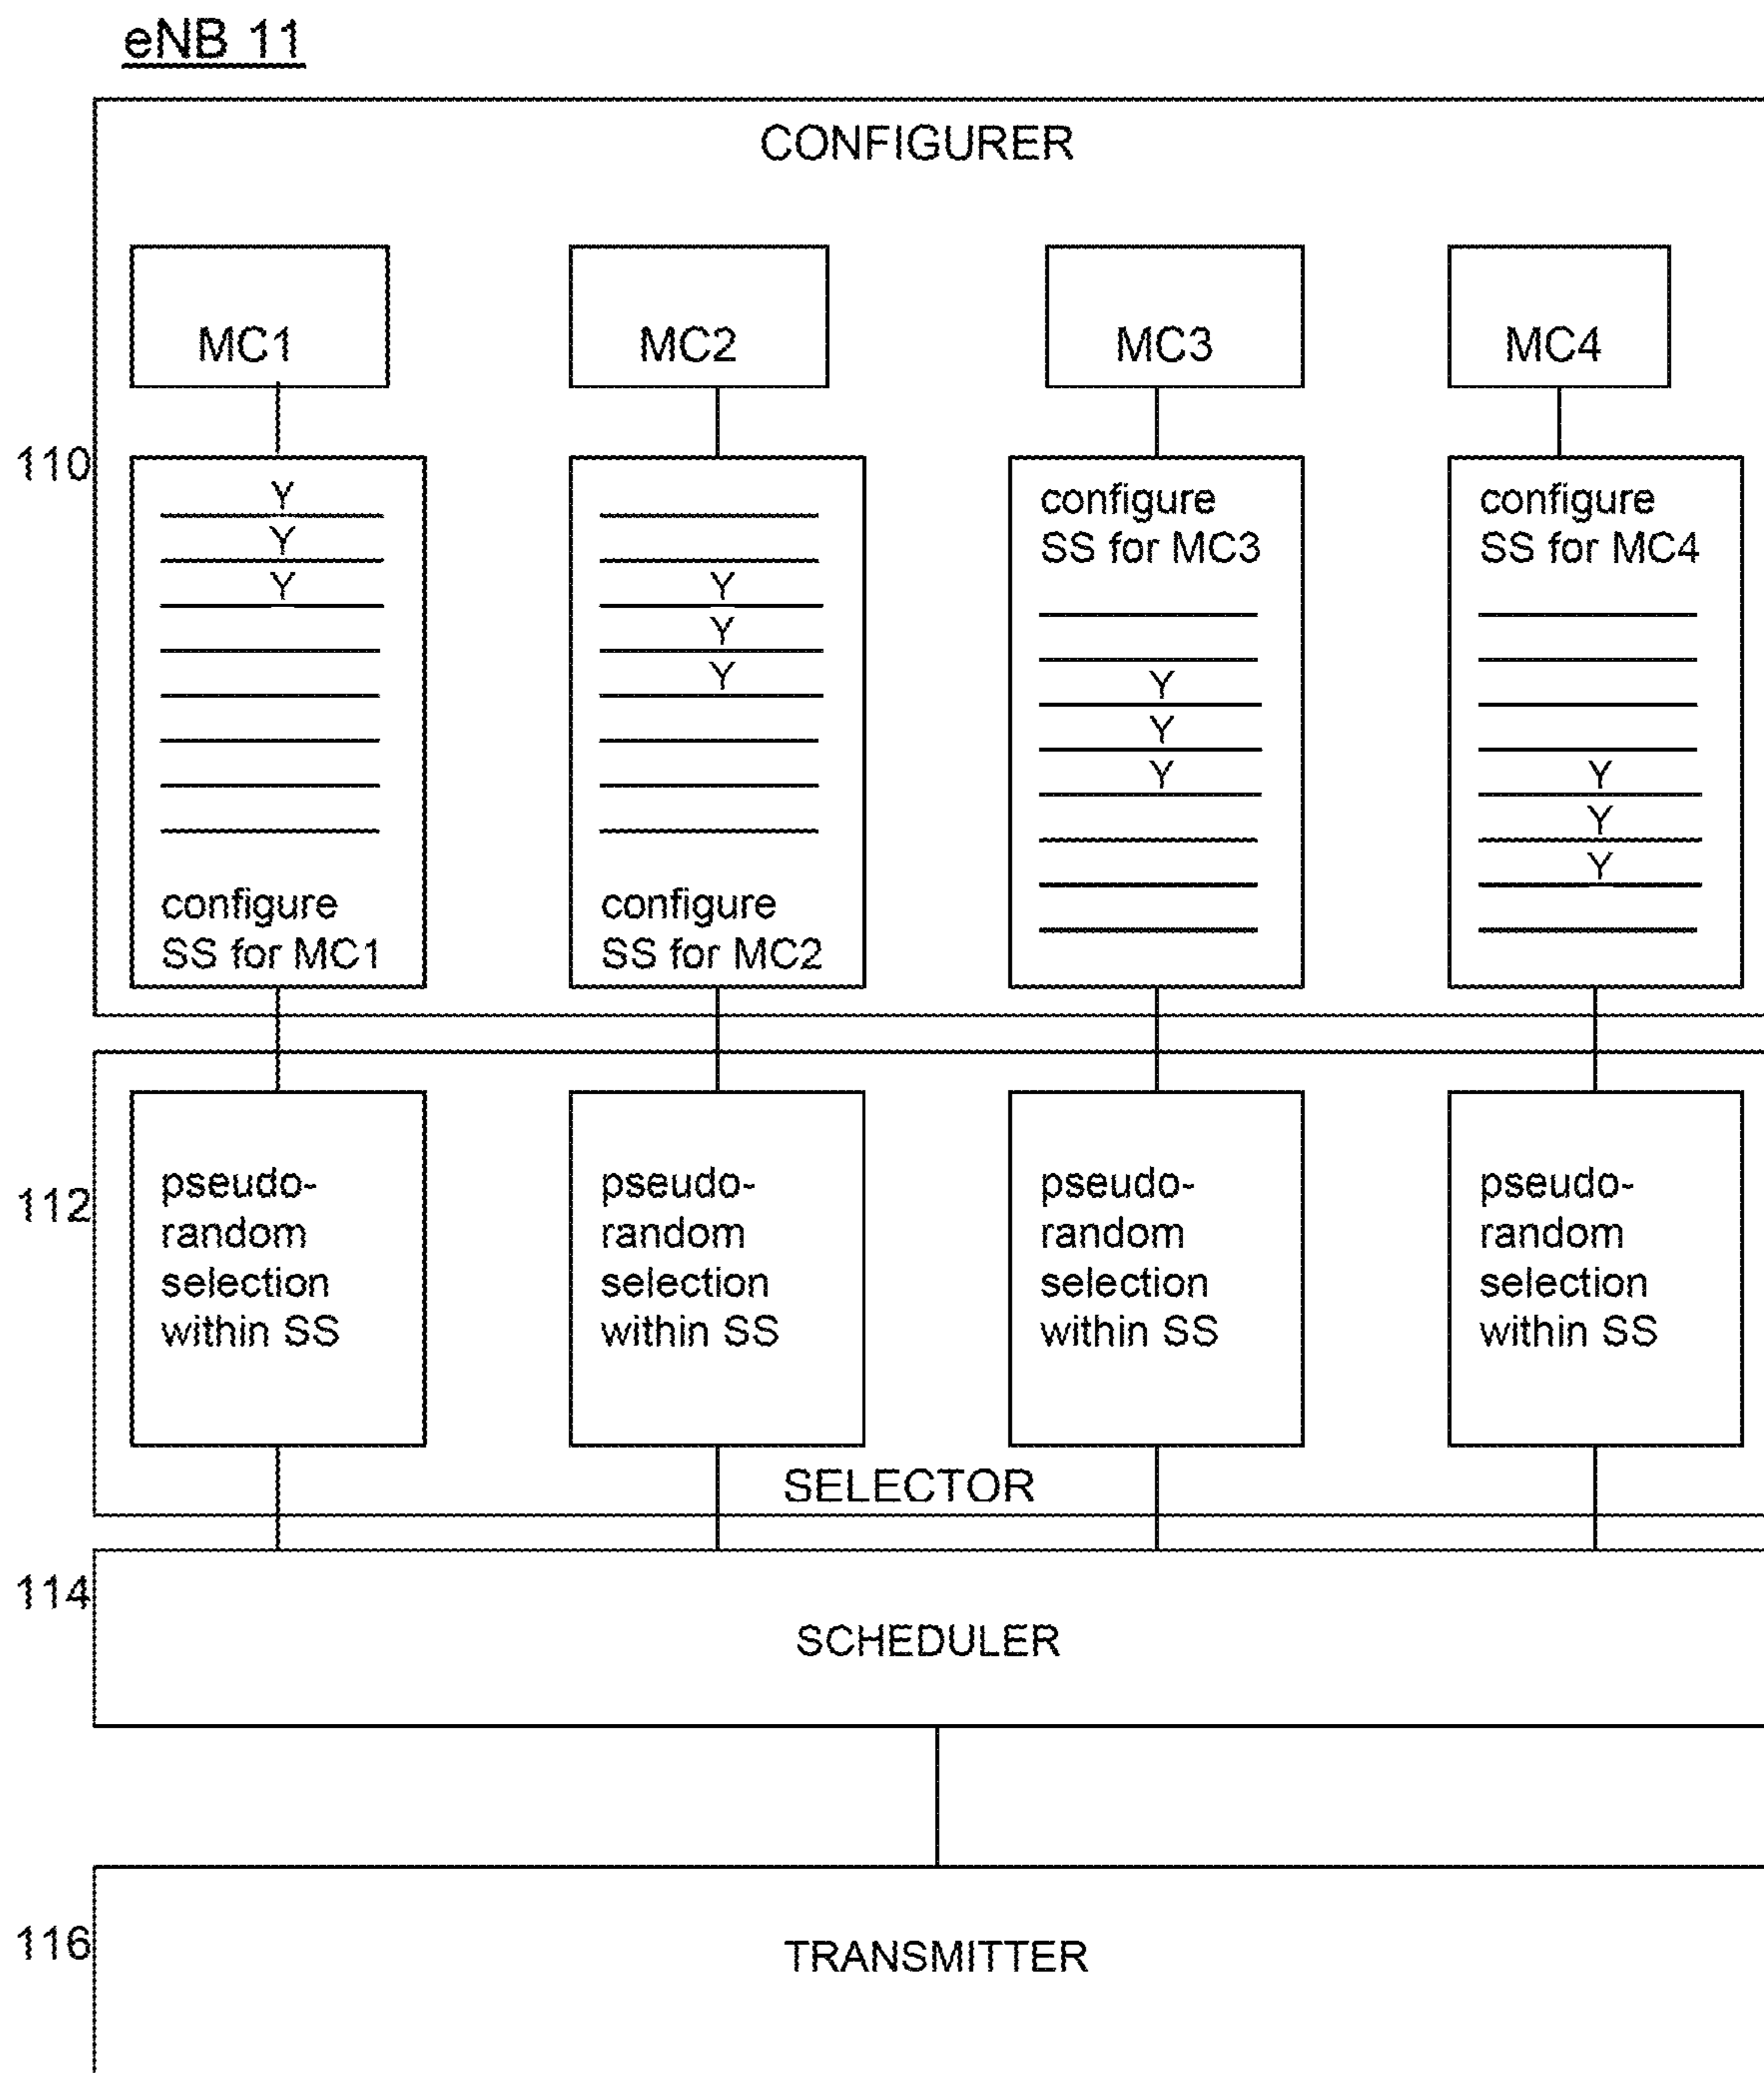 eNB 11
CONFIGURER
MC1
MC2
MC3
MC4
110
Y
Y
Y
configure
SS for MC1
Y
Y
Y
configure
SS for MC2
configure
SS for MC3
Y
Y
Y
configure
SS for MC4
Y
Y
Y
112
pseudo-
random
selection
within SS
pseudo-
random
selection
within SS
pseudo-
random
selection
within SS
pseudo-
random
selection
within SS
SELECTOR
114
SCHEDULER
116
TRANSMITTER